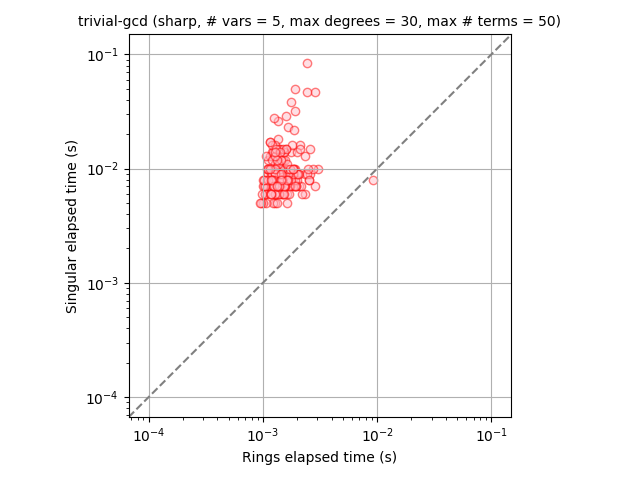 trivial-gcd (sharp, # vars = 5, max degrees = 30, max # terms = 50)
10⁻¹
10⁻²
10⁻³
10⁻⁴
Singular elapsed time (s)
10⁻⁴
10⁻³
10⁻²
10⁻¹
Rings elapsed time (s)